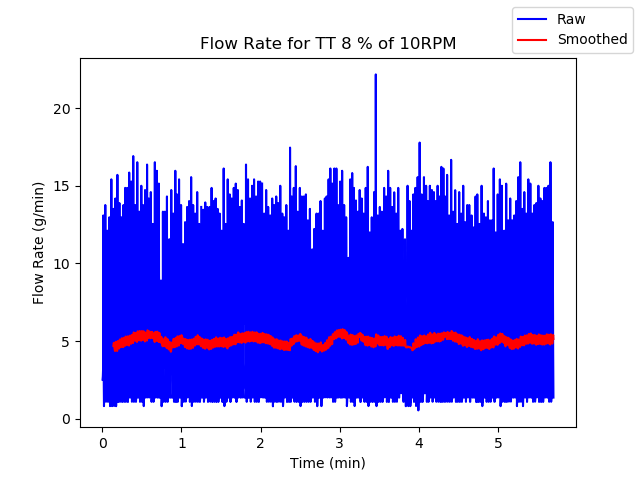 Raw
Smoothed
Flow Rate for TT 8 % of 10RPM
Flow Rate (g/min)
20
15
10
5
0
0 1 2 3 4 5
Time (min)